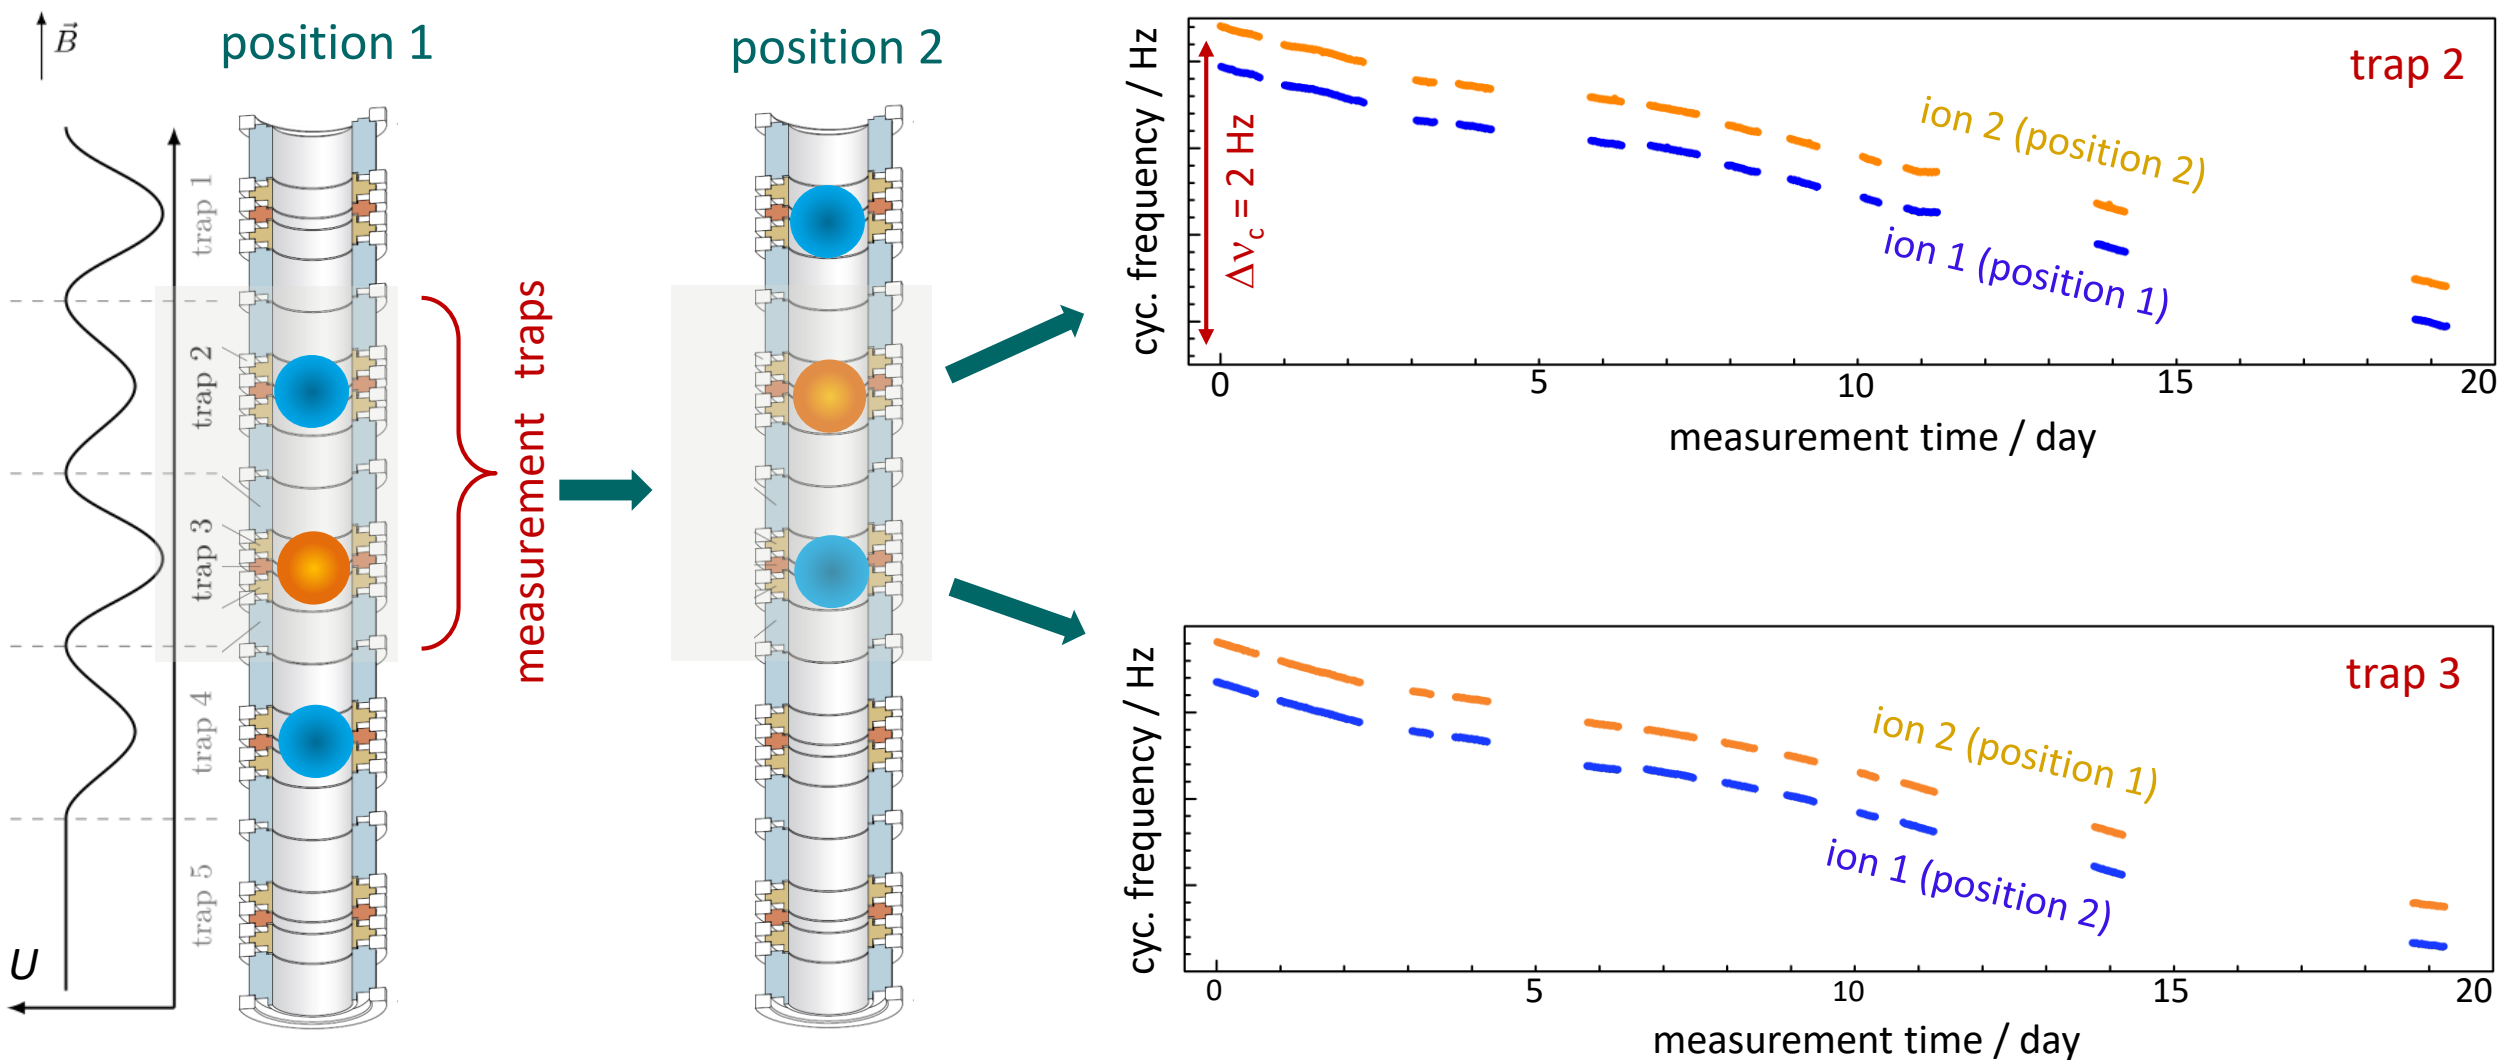 B
position 1
position 2
trap 1
trap 2
trap 3
trap 4
trap 5
U
measurement traps
cyc. frequency / Hz
Δν_c = 2 Hz
trap 2
ion 2 (position 2)
ion 1 (position 1)
0 5 10 15 20
measurement time / day
cyc. frequency / Hz
trap 3
ion 2 (position 1)
ion 1 (position 2)
0 5 10 15 20
measurement time / day